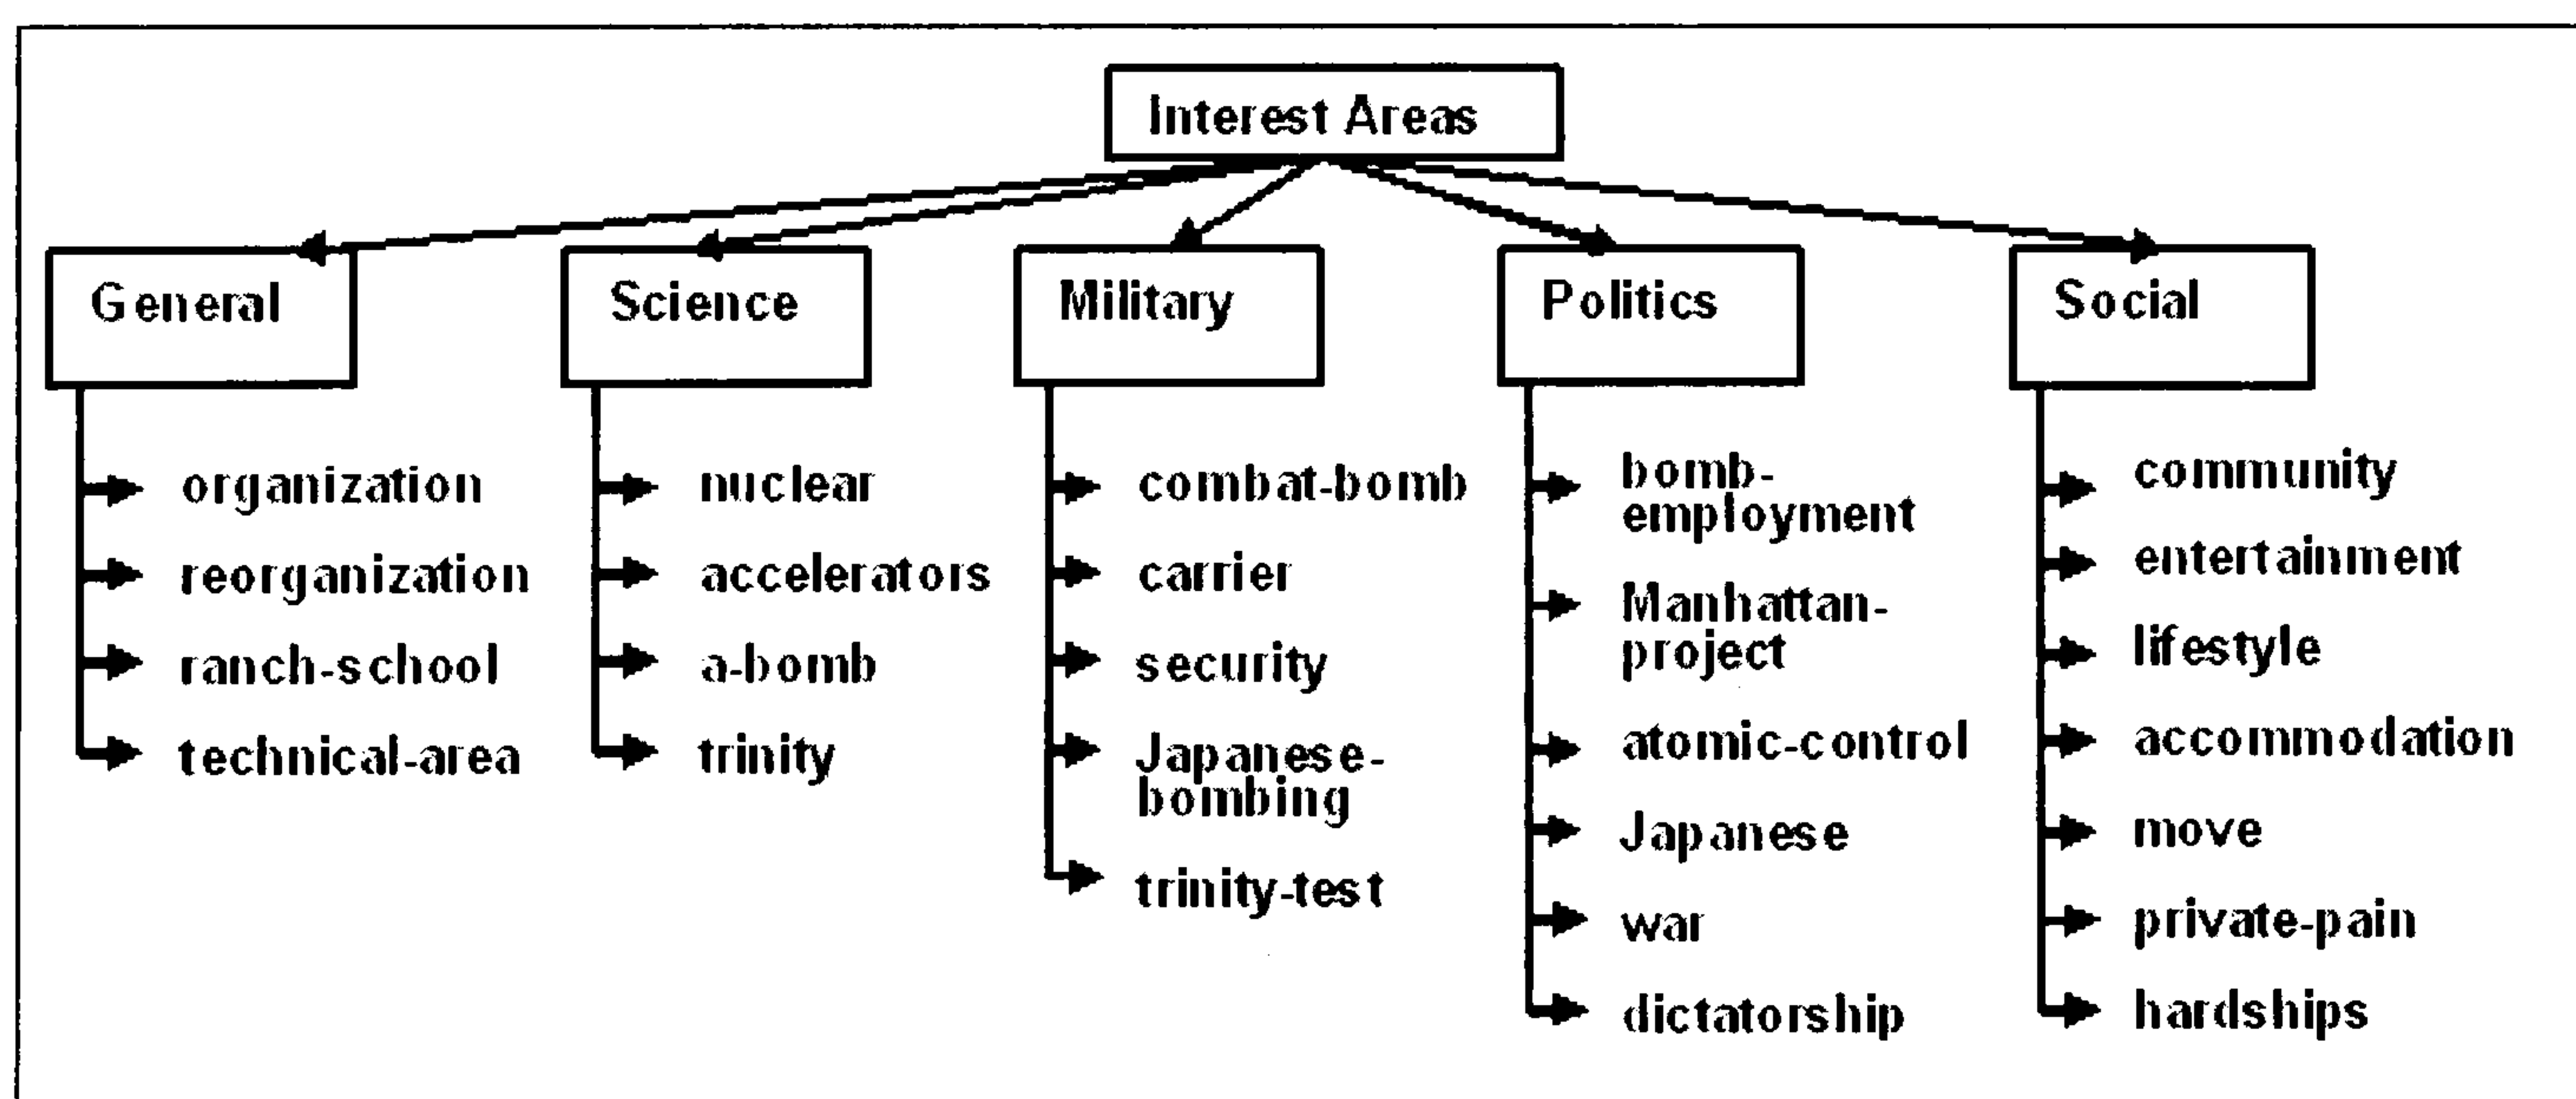 Interest Areas
General
Science
Military
Politics
Social
organization
reorganization
ranch-school
technical-area
nuclear
accelerators
a-bomb
trinity
combat-bomb
carrier
security
Japanese-
bombing
trinity-test
bomb-
employment
Manhattan-
project
atomic-control
Japanese
war
dictatorship
community
entertainment
lifestyle
accommodation
move
private-pain
hardships